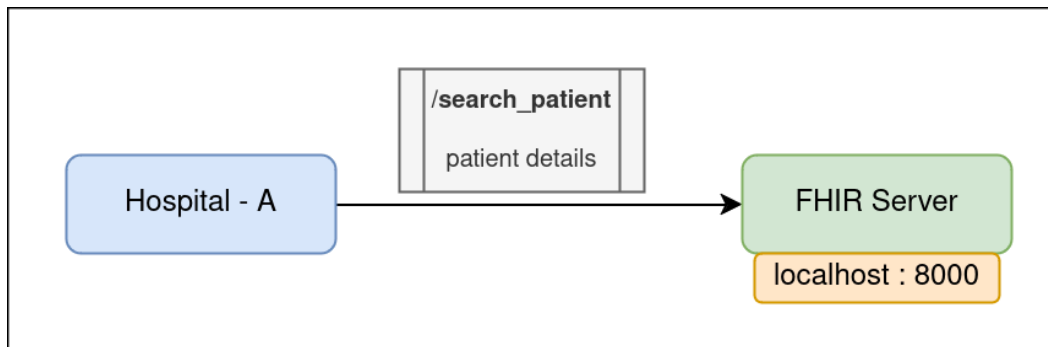 /search_patient
patient details
Hospital - A
FHIR Server
localhost : 8000